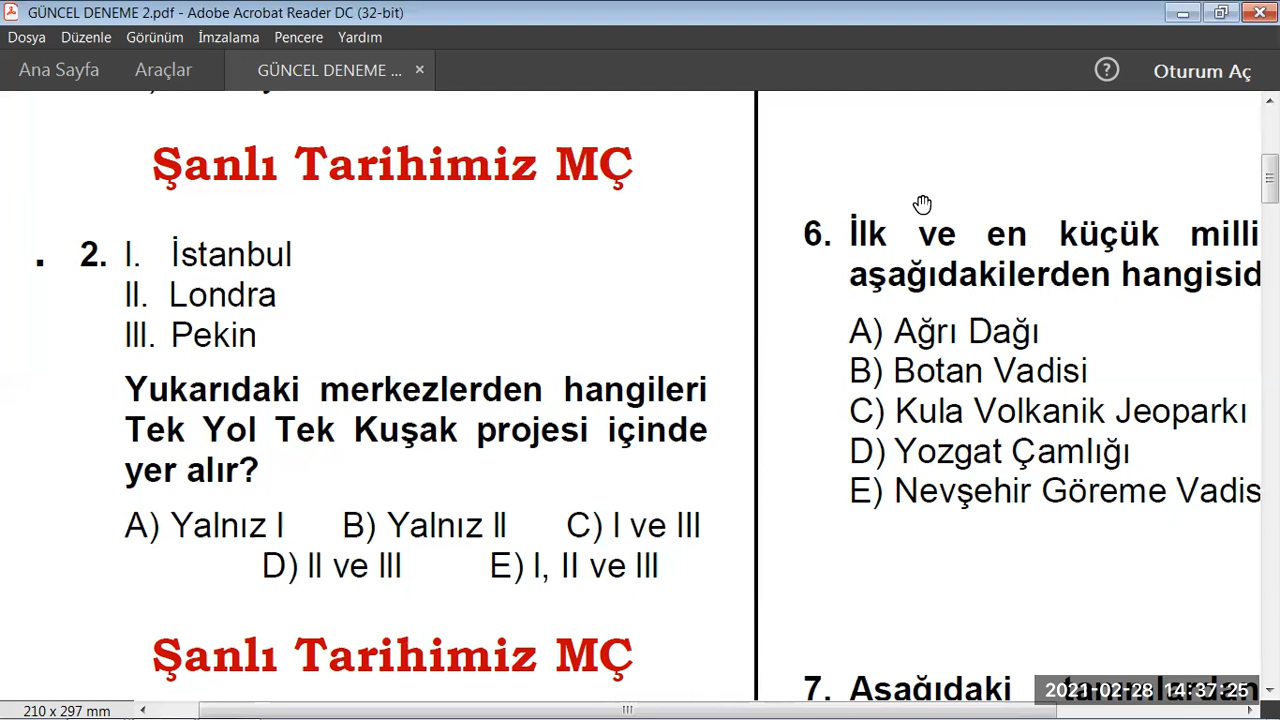 GÜNCEL DENEME 2.pdf - Adobe Acrobat Reader DC (32-bit)
Dosya Düzenle Görünüm İmzalama Pencere Yardım
Ana Sayfa Araçlar GÜNCEL DENEME ... × ? Oturum Aç
Şanlı Tarihimiz MÇ
. 2. I. İstanbul
II. Londra
III. Pekin
Yukarıdaki merkezlerden hangileri
Tek Yol Tek Kuşak projesi içinde
yer alır?
A) Yalnız I B) Yalnız II C) I ve III
D) II ve III E) I, II ve III
Şanlı Tarihimiz MÇ
6. İlk ve en küçük milli
aşağıdakilerden hangisid
A) Ağrı Dağı
B) Botan Vadisi
C) Kula Volkanik Jeoparkı
D) Yozgat Çamlığı
E) Nevşehir Göreme Vadis
7. Aşağıdaki tanımlardan
2021-02-28 14:37:25
210 x 297 mm